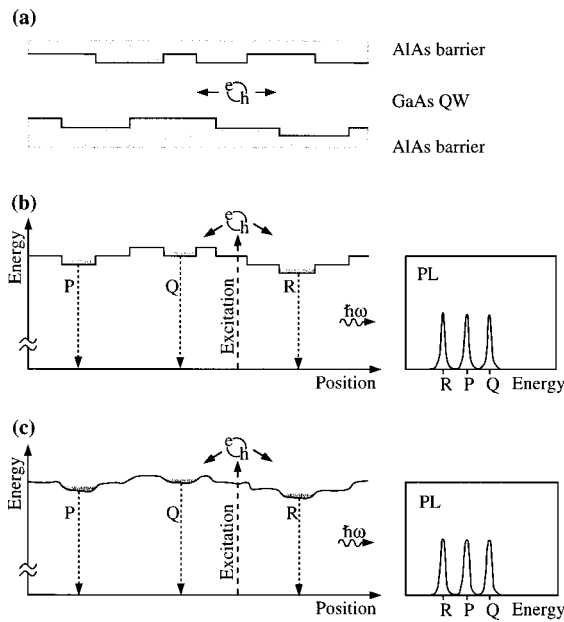 (a)
AlAs barrier
e
h
GaAs QW
AlAs barrier
(b)
Energy
e
h
P
Q
R
Excitation
ħω
Position
PL
R P Q Energy
(c)
Energy
e
h
P
Q
R
Excitation
ħω
Position
PL
R P Q Energy